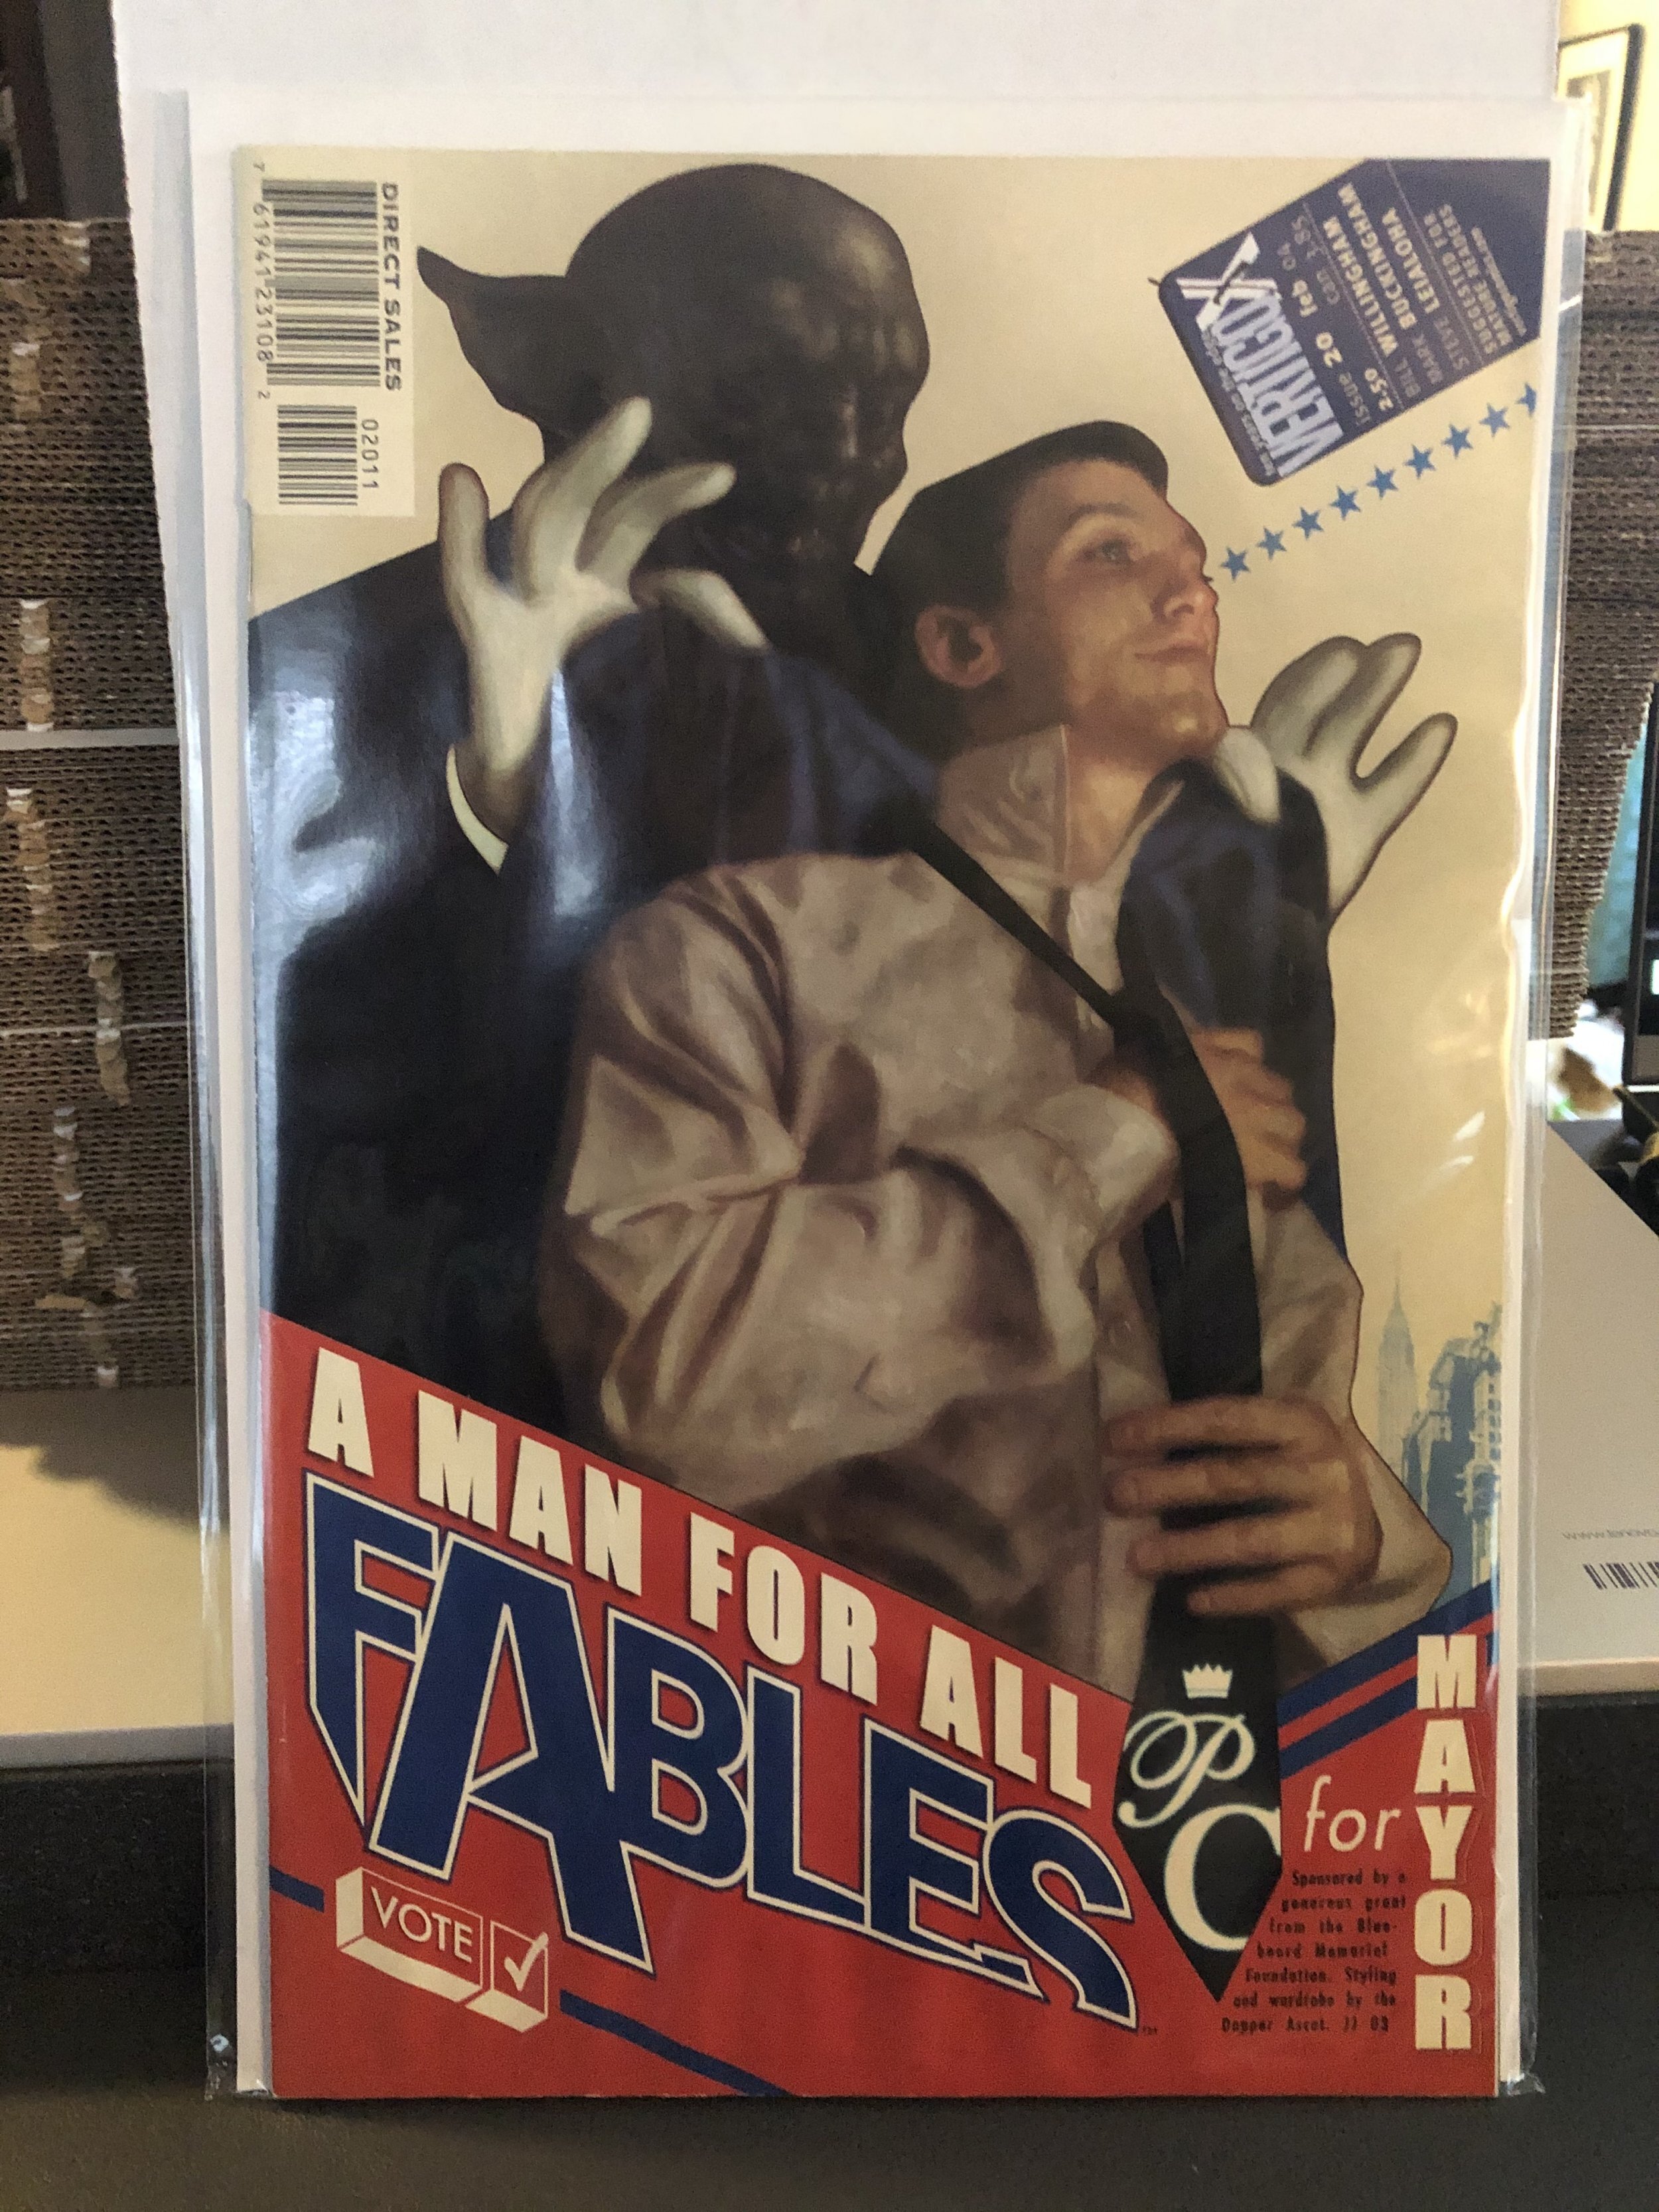 DIRECT SALES
7 61941 23108 2
02011
VERTIGO
issue 20 feb 04
2.50 Can 3.85
BILL WILLINGHAM
MARK BUCKINGHAM
STEVE LEIALOHA
SUGGESTED FOR
MATURE READERS
A MAN FOR ALL
FABLES
TM
VOTE
PC
for
MAYOR
Sponsored by a
generous grant
from the Blue-
beard Memorial
Foundation. Styling
and wardrobe by the
Dapper Ascot. JJ 03